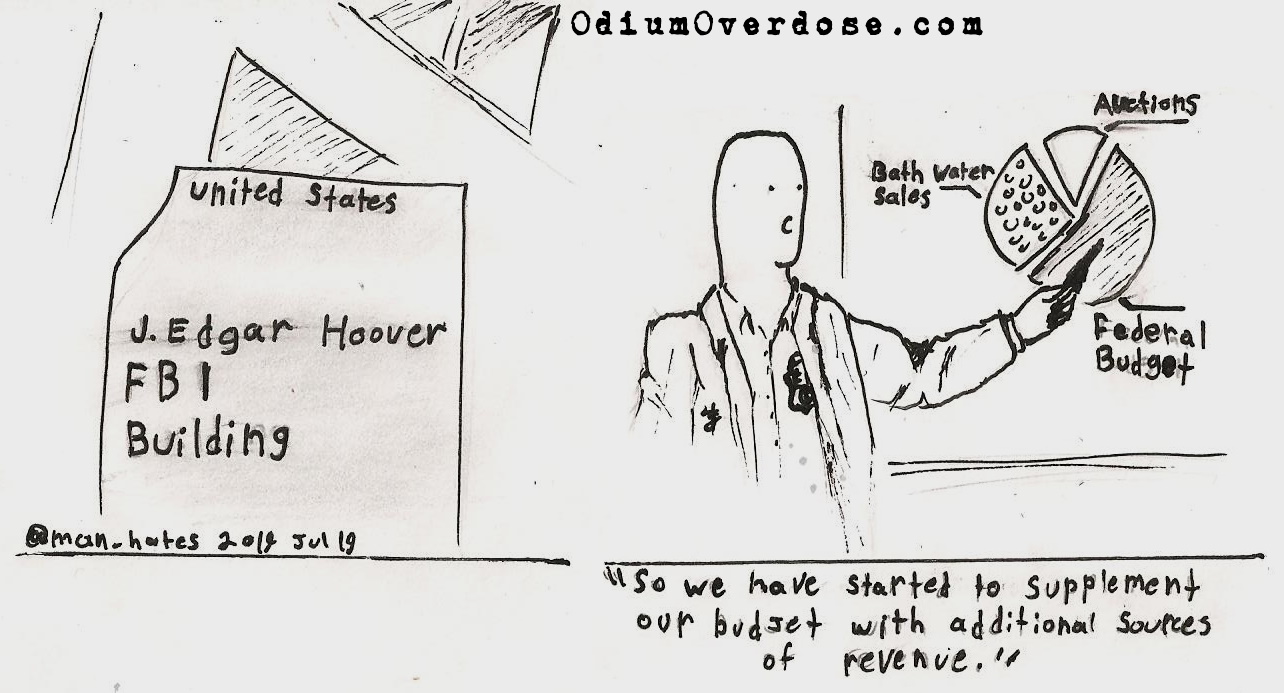 OdiumOverdose.com
United States
J. Edgar Hoover
FBI
Building
@man_hates 2019 Jul 19
Auctions
Bath Water
Sales
Federal
Budget
"So we have started to supplement
our budget with additional sources
of revenue."